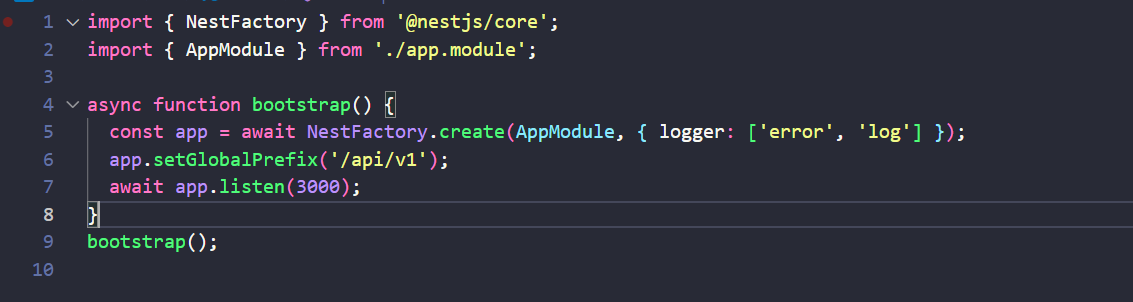 1 import { NestFactory } from '@nestjs/core';
2 import { AppModule } from './app.module';
3
4 async function bootstrap() {
5   const app = await NestFactory.create(AppModule, { logger: ['error', 'log'] });
6   app.setGlobalPrefix('/api/v1');
7   await app.listen(3000);
8 }
9 bootstrap();
10